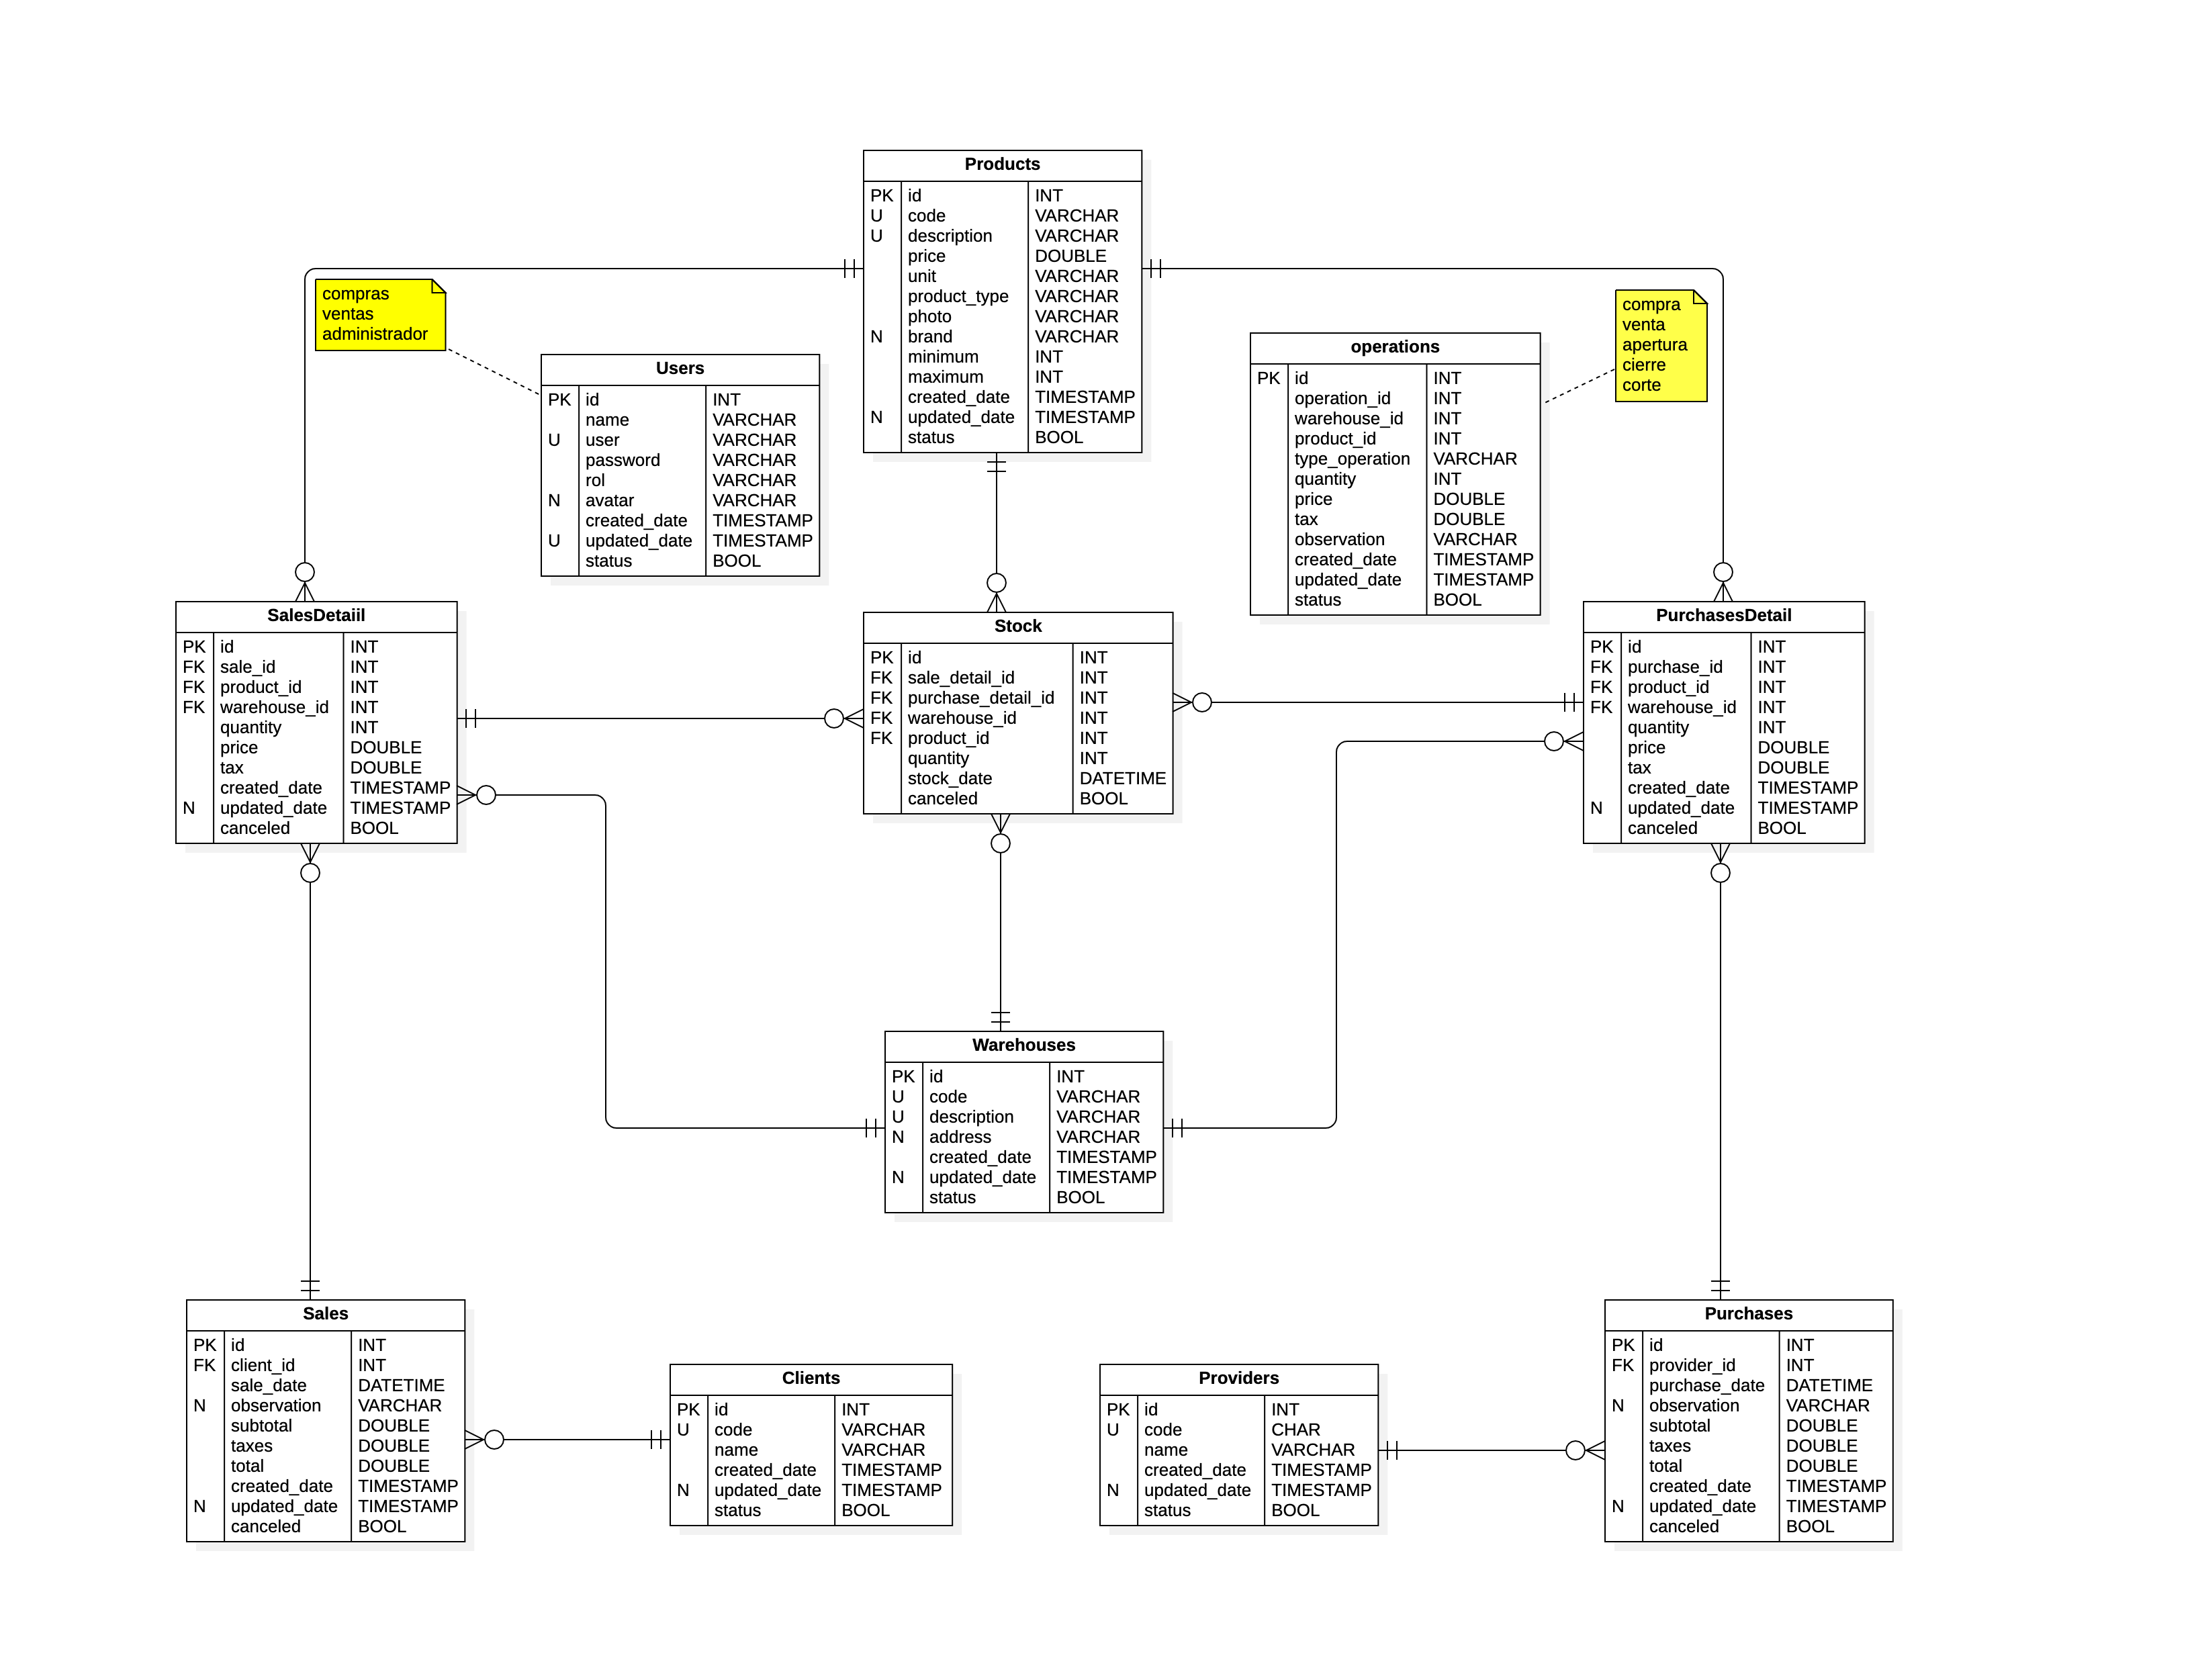 Products
PK id INT
U code VARCHAR
U description VARCHAR
price DOUBLE
unit VARCHAR
product_type VARCHAR
photo VARCHAR
N brand VARCHAR
minimum INT
maximum INT
created_date TIMESTAMP
N updated_date TIMESTAMP
status BOOL
compras
ventas
administrador
Users
PK id INT
name VARCHAR
U user VARCHAR
password VARCHAR
rol VARCHAR
N avatar VARCHAR
created_date TIMESTAMP
U updated_date TIMESTAMP
status BOOL
operations
PK id INT
operation_id INT
warehouse_id INT
product_id INT
type_operation VARCHAR
quantity INT
price DOUBLE
tax DOUBLE
observation VARCHAR
created_date TIMESTAMP
updated_date TIMESTAMP
status BOOL
compra
venta
apertura
cierre
corte
SalesDetaiil
PK id INT
FK sale_id INT
FK product_id INT
FK warehouse_id INT
quantity INT
price DOUBLE
tax DOUBLE
created_date TIMESTAMP
N updated_date TIMESTAMP
canceled BOOL
Stock
PK id INT
FK sale_detail_id INT
FK purchase_detail_id INT
FK warehouse_id INT
FK product_id INT
quantity INT
stock_date DATETIME
canceled BOOL
PurchasesDetail
PK id INT
FK purchase_id INT
FK product_id INT
FK warehouse_id INT
quantity INT
price DOUBLE
tax DOUBLE
created_date TIMESTAMP
N updated_date TIMESTAMP
canceled BOOL
Warehouses
PK id INT
U code VARCHAR
U description VARCHAR
N address VARCHAR
created_date TIMESTAMP
N updated_date TIMESTAMP
status BOOL
Sales
PK id INT
FK client_id INT
sale_date DATETIME
N observation VARCHAR
subtotal DOUBLE
taxes DOUBLE
total DOUBLE
created_date TIMESTAMP
N updated_date TIMESTAMP
canceled BOOL
Clients
PK id INT
U code VARCHAR
name VARCHAR
created_date TIMESTAMP
N updated_date TIMESTAMP
status BOOL
Providers
PK id INT
U code CHAR
name VARCHAR
created_date TIMESTAMP
N updated_date TIMESTAMP
status BOOL
Purchases
PK id INT
FK provider_id INT
purchase_date DATETIME
N observation VARCHAR
subtotal DOUBLE
taxes DOUBLE
total DOUBLE
created_date TIMESTAMP
N updated_date TIMESTAMP
canceled BOOL